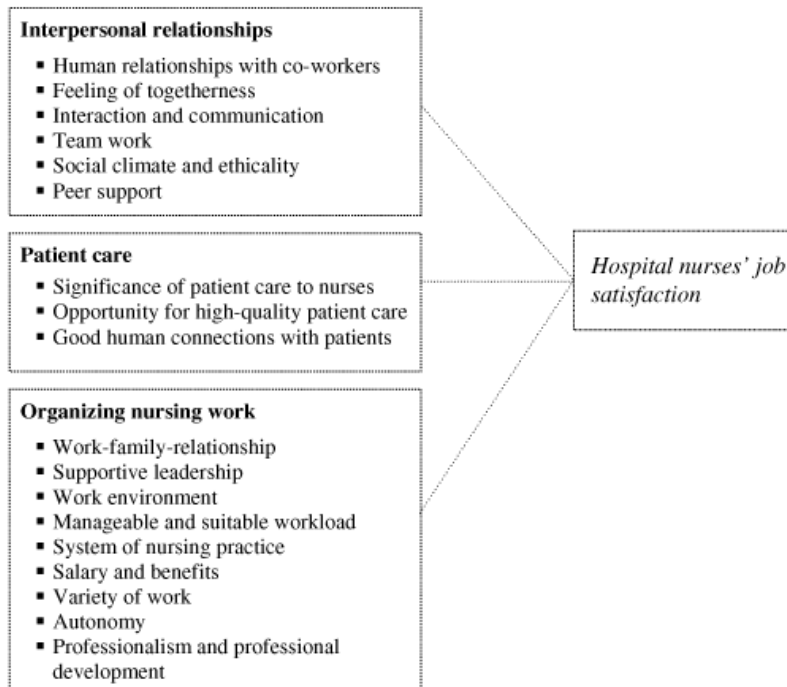 Interpersonal relationships
▪ Human relationships with co-workers
▪ Feeling of togetherness
▪ Interaction and communication
▪ Team work
▪ Social climate and ethicality
▪ Peer support
Patient care
▪ Significance of patient care to nurses
▪ Opportunity for high-quality patient care
▪ Good human connections with patients
Organizing nursing work
▪ Work-family-relationship
▪ Supportive leadership
▪ Work environment
▪ Manageable and suitable workload
▪ System of nursing practice
▪ Salary and benefits
▪ Variety of work
▪ Autonomy
▪ Professionalism and professional
development
Hospital nurses’ job
satisfaction